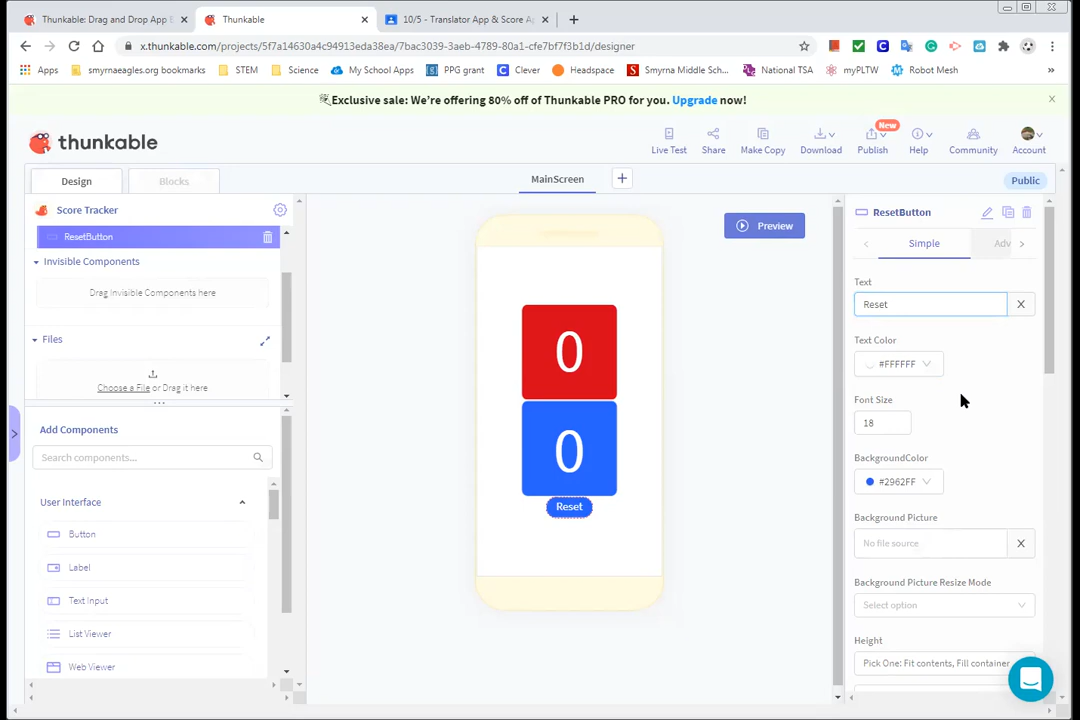 Thunkable: Drag and Drop App E
Thunkable
10/5 - Translator App & Score Ap
x.thunkable.com/projects/5f7a14630a4c94913eda38ea/7bac3039-3aeb-4789-80a1-cfe7bf7f3b1d/designer
Apps
smyrnaeagles.org bookmarks
STEM
Science
My School Apps
PPG grant
Clever
Headspace
Smyrna Middle Sch...
National TSA
myPLTW
Robot Mesh
»
Exclusive sale: We're offering 80% off of Thunkable PRO for you. Upgrade now!
thunkable
Live Test
Share
Make Copy
Download
New
Publish
Help
Community
Account
Design
Blocks
MainScreen
Public
Score Tracker
ResetButton
Invisible Components
Drag Invisible Components here
Files
Choose a File or Drag it here
Add Components
Search components...
User Interface
Button
Label
Text Input
List Viewer
Web Viewer
Preview
0
0
Reset
ResetButton
Simple
Adv
Text
Reset
Text Color
#FFFFFF
Font Size
18
BackgroundColor
#2962FF
Background Picture
No file source
Background Picture Resize Mode
Select option
Height
Pick One: Fit contents, Fill container